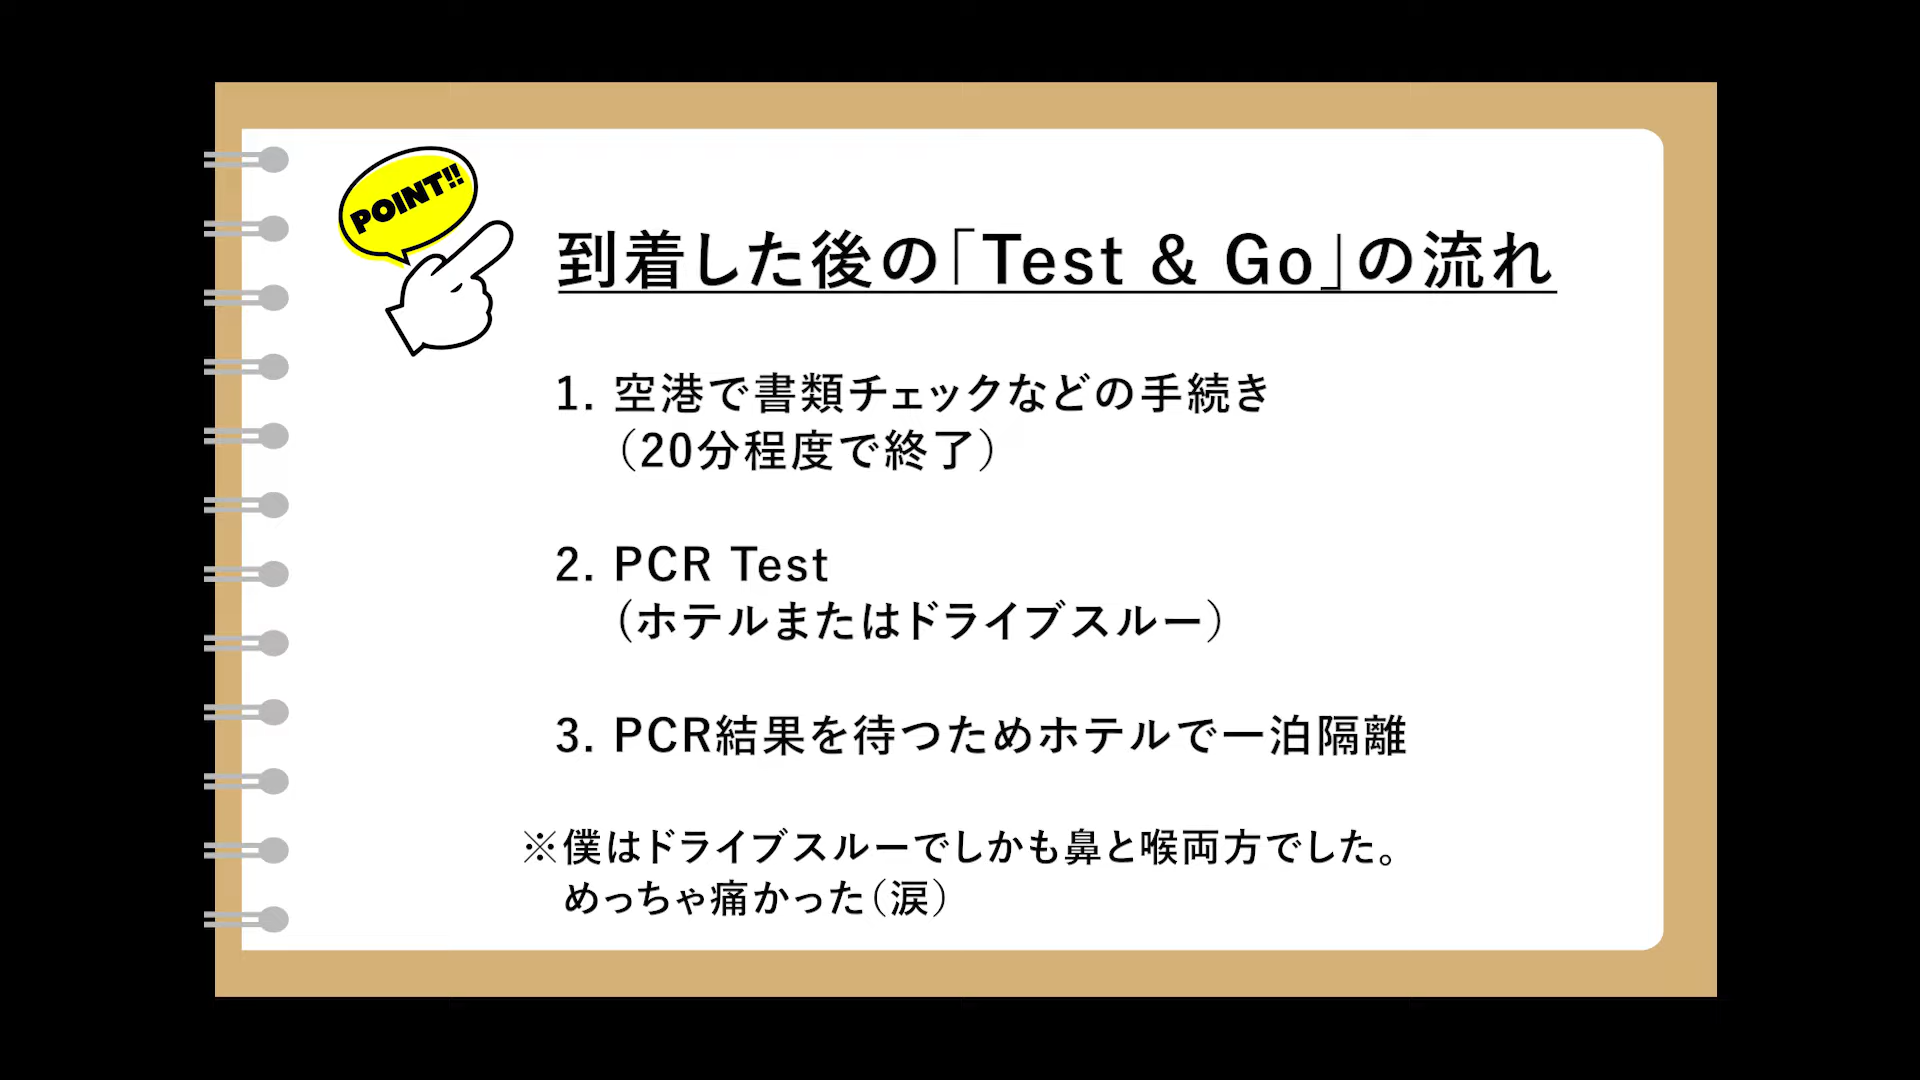 POINT!!
到着した後の「Test & Go」の流れ
1. 空港で書類チェックなどの手続き
（20分程度で終了）
2. PCR Test
（ホテルまたはドライブスルー）
3. PCR結果を待つためホテルで一泊隔離
※僕はドライブスルーでしかも鼻と喉両方でした。
めっちゃ痛かった（涙）